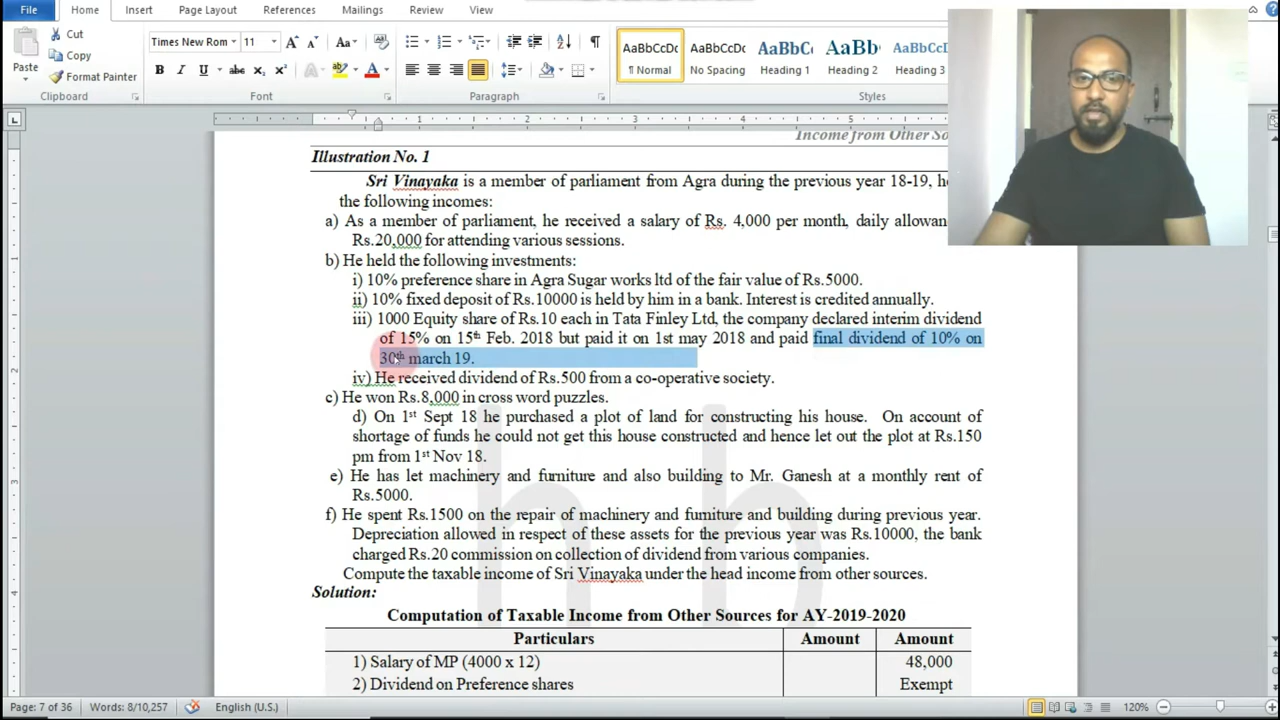 File Home Insert Page Layout References Mailings Review View
Cut
Copy
Format Painter
Paste
Times New Rom 11
Aa
B I U abc x₂ x² A
AaBbCcDc AaBbCcDc AaBbC AaBb AaBbCcD
¶ Normal No Spacing Heading 1 Heading 2 Heading 3
Clipboard Font Paragraph Styles
1 2 3 4 5
Income from Other So
Illustration No. 1
Sri Vinayaka is a member of parliament from Agra during the previous year 18-19, h
the following incomes:
a) As a member of parliament, he received a salary of Rs. 4,000 per month, daily allowan
Rs.20,000 for attending various sessions.
b) He held the following investments:
i) 10% preference share in Agra Sugar works ltd of the fair value of Rs.5000.
ii) 10% fixed deposit of Rs.10000 is held by him in a bank. Interest is credited annually.
iii) 1000 Equity share of Rs.10 each in Tata Finley Ltd, the company declared interim dividend
of 15% on 15th Feb. 2018 but paid it on 1st may 2018 and paid final dividend of 10% on
30th march 19.
iv) He received dividend of Rs.500 from a co-operative society.
c) He won Rs.8,000 in cross word puzzles.
d) On 1st Sept 18 he purchased a plot of land for constructing his house. On account of
shortage of funds he could not get this house constructed and hence let out the plot at Rs.150
pm from 1st Nov 18.
e) He has let machinery and furniture and also building to Mr. Ganesh at a monthly rent of
Rs.5000.
f) He spent Rs.1500 on the repair of machinery and furniture and building during previous year.
Depreciation allowed in respect of these assets for the previous year was Rs.10000, the bank
charged Rs.20 commission on collection of dividend from various companies.
Compute the taxable income of Sri Vinayaka under the head income from other sources.
Solution:
Computation of Taxable Income from Other Sources for AY-2019-2020
Particulars Amount Amount
1) Salary of MP (4000 x 12) 48,000
2) Dividend on Preference shares Exempt
Page: 7 of 36 Words: 8/10,257 English (U.S.) 120%